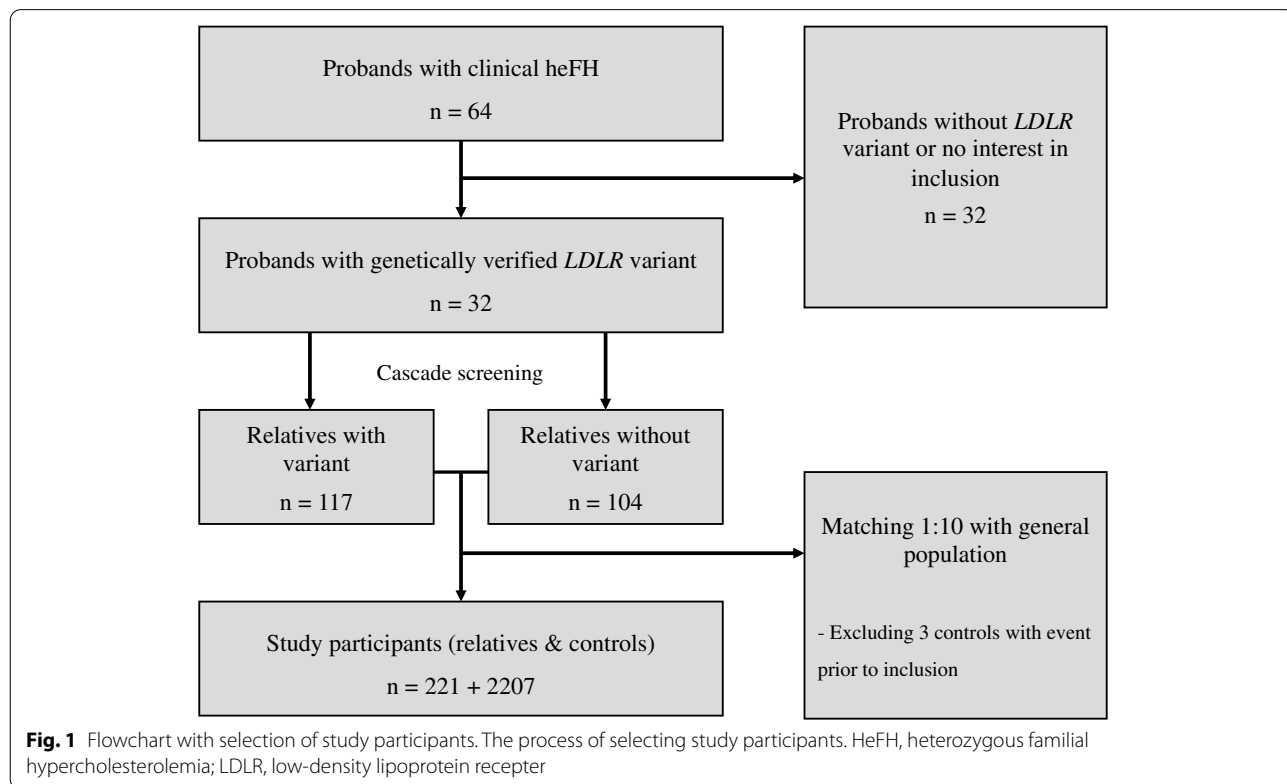 Probands with clinical heFH
n = 64
Probands without LDLR
variant or no interest in
inclusion
n = 32
Probands with genetically verified LDLR variant
n = 32
Cascade screening
Relatives with
variant
n = 117
Relatives without
variant
n = 104
Matching 1:10 with general
population
- Excluding 3 controls with event
prior to inclusion
Study participants (relatives & controls)
n = 221 + 2207
Fig. 1 Flowchart with selection of study participants. The process of selecting study participants. HeFH, heterozygous familial
hypercholesterolemia; LDLR, low-density lipoprotein recepter